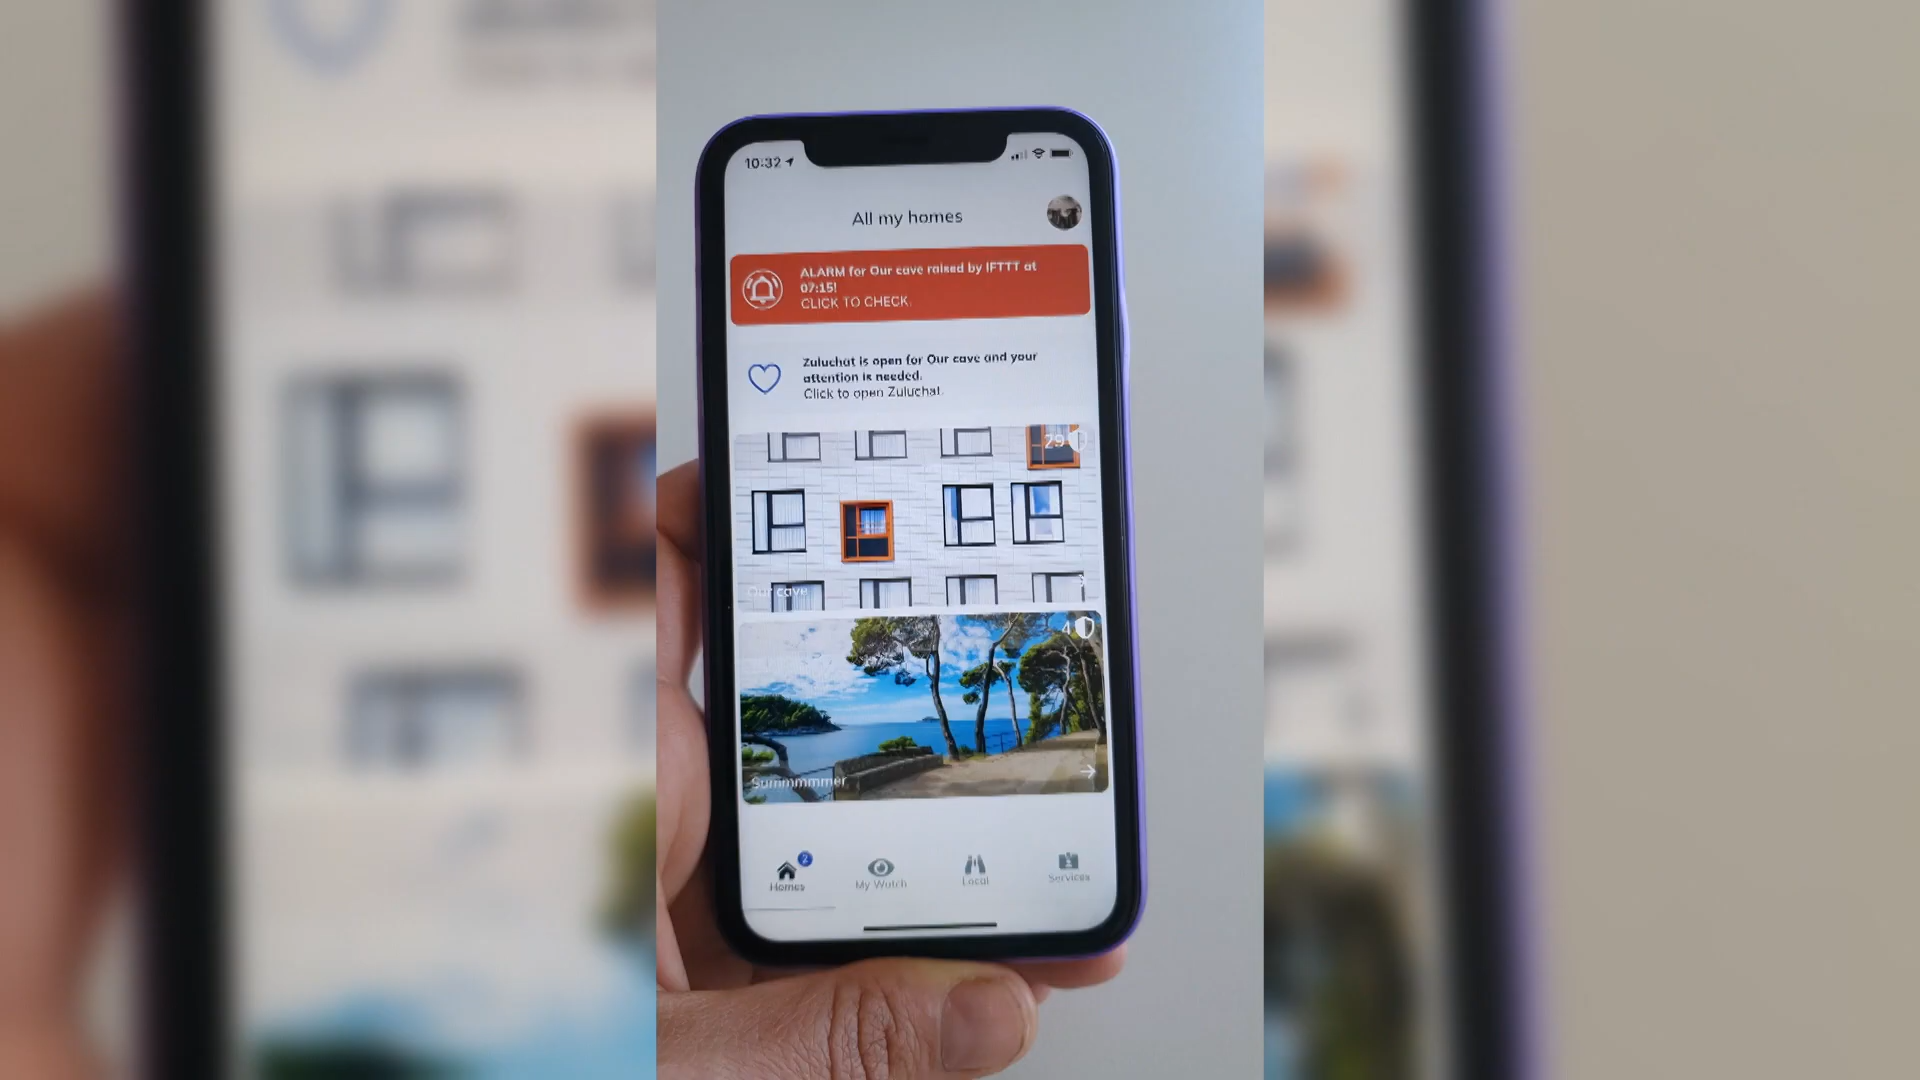 10:32
All my homes
ALARM for Our cave raised by IFTTT at
07:15!
CLICK TO CHECK.
Zuluchat is open for Our cave and your
attention is needed.
Click to open Zuluchat.
29
Our cave
4
Summmmmer
2
Homes
My Watch
Local
Services